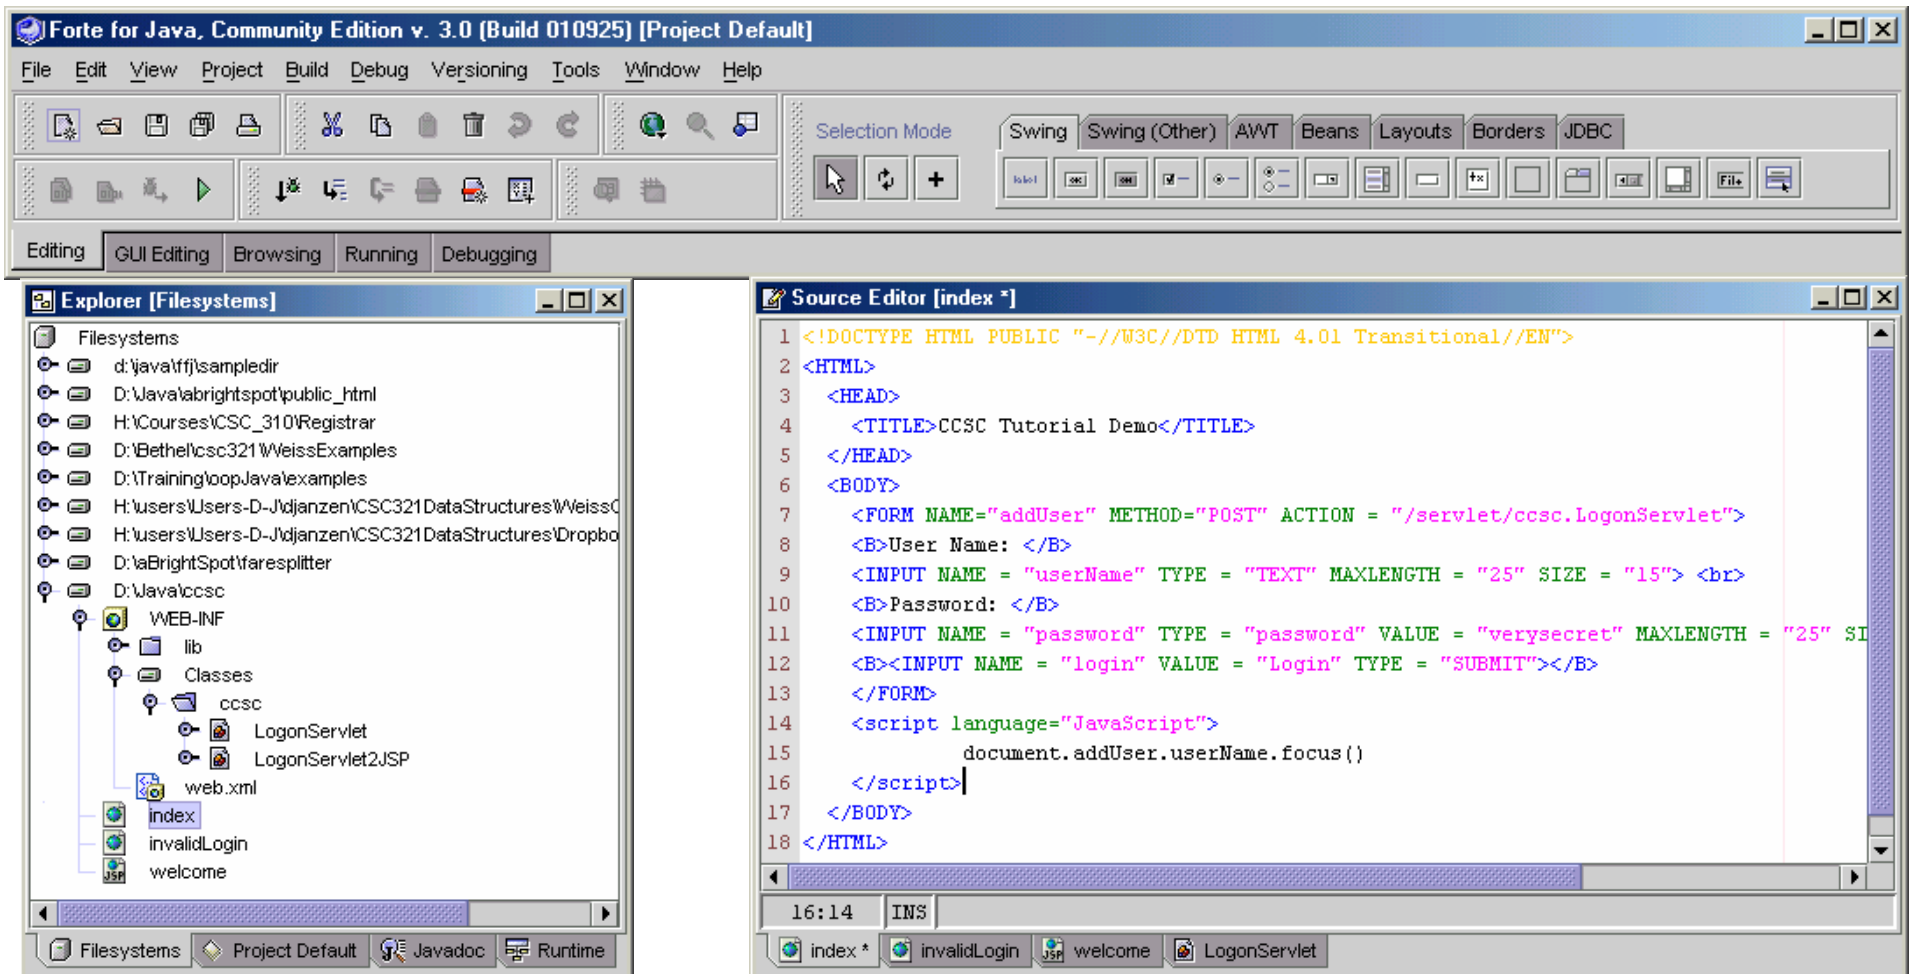 Forte for Java, Community Edition v. 3.0 (Build 010925) [Project Default]
File Edit View Project Build Debug Versioning Tools Window Help
Selection Mode
Swing Swing (Other) AWT Beans Layouts Borders JDBC
label OK
Editing GUI Editing Browsing Running Debugging
Explorer [Filesystems]
Filesystems
d:\java\ffj\sampledir
D:\Java\abrightspot\public_html
H:\Courses\CSC_310\Registrar
D:\Bethel\csc321\WeissExamples
D:\Training\oopJava\examples
H:\users\Users-D-J\djanzen\CSC321DataStructures\WeissC
H:\users\Users-D-J\djanzen\CSC321DataStructures\Dropbo
D:\aBrightSpot\faresplitter
D:\Java\ccsc
WEB-INF
lib
Classes
ccsc
LogonServlet
LogonServlet2JSP
web.xml
index
invalidLogin
JSP welcome
Filesystems Project Default Javadoc Runtime
Source Editor [index *]
1 <!DOCTYPE HTML PUBLIC "-//W3C//DTD HTML 4.01 Transitional//EN">
2 <HTML>
3 <HEAD>
4 <TITLE>CCSC Tutorial Demo</TITLE>
5 </HEAD>
6 <BODY>
7 <FORM NAME="addUser" METHOD="POST" ACTION = "/servlet/ccsc.LogonServlet">
8 <B>User Name: </B>
9 <INPUT NAME = "userName" TYPE = "TEXT" MAXLENGTH = "25" SIZE = "15"> <br>
10 <B>Password: </B>
11 <INPUT NAME = "password" TYPE = "password" VALUE = "verysecret" MAXLENGTH = "25" SI
12 <B><INPUT NAME = "login" VALUE = "Login" TYPE = "SUBMIT"></B>
13 </FORM>
14 <script language="JavaScript">
15 document.addUser.userName.focus()
16 </script>
17 </BODY>
18 </HTML>
16:14 INS
index * invalidLogin JSP welcome LogonServlet